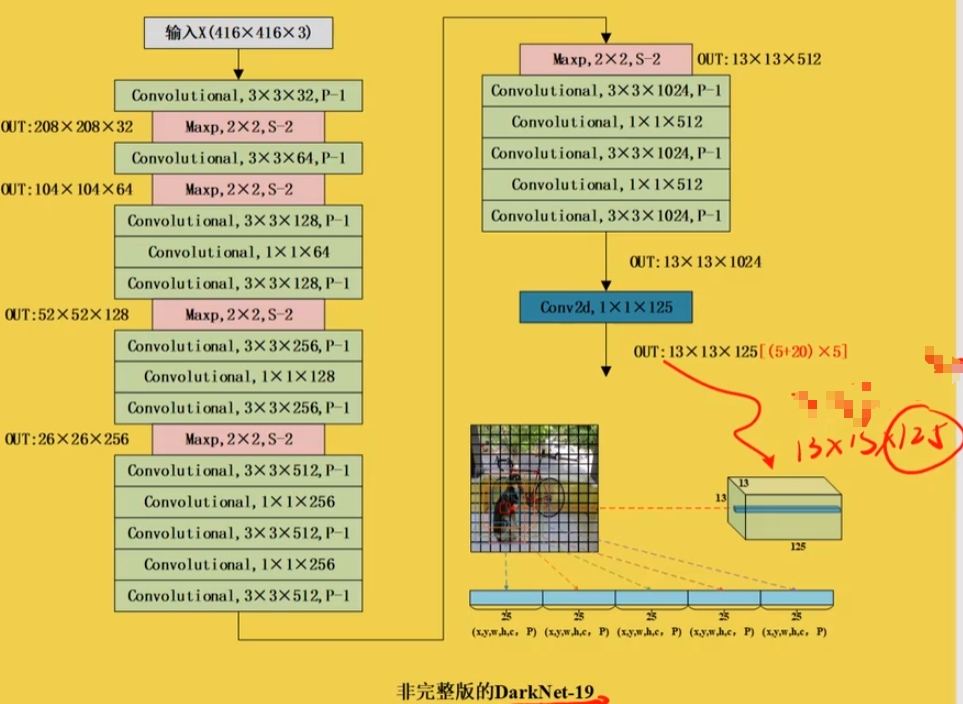 输入X(416×416×3)
Convolutional,3×3×32,P-1
OUT:208×208×32
Maxp,2×2,S-2
Convolutional,3×3×64,P-1
OUT:104×104×64
Maxp,2×2,S-2
Convolutional,3×3×128,P-1
Convolutional,1×1×64
Convolutional,3×3×128,P-1
OUT:52×52×128
Maxp,2×2,S-2
Convolutional,3×3×256,P-1
Convolutional,1×1×128
Convolutional,3×3×256,P-1
OUT:26×26×256
Maxp,2×2,S-2
Convolutional,3×3×512,P-1
Convolutional,1×1×256
Convolutional,3×3×512,P-1
Convolutional,1×1×256
Convolutional,3×3×512,P-1
Maxp,2×2,S-2
OUT:13×13×512
Convolutional,3×3×1024,P-1
Convolutional,1×1×512
Convolutional,3×3×1024,P-1
Convolutional,1×1×512
Convolutional,3×3×1024,P-1
OUT:13×13×1024
Conv2d,1×1×125
OUT:13×13×125[(5+20)×5]
13×13×125
13
13
125
25 25 25 25 25
(x,y,w,h,c, P) (x,y,w,h,c, P) (x,y,w,h,c, P) (x,y,w,h,c, P) (x,y,w,h,c, P)
非完整版的DarkNet-19